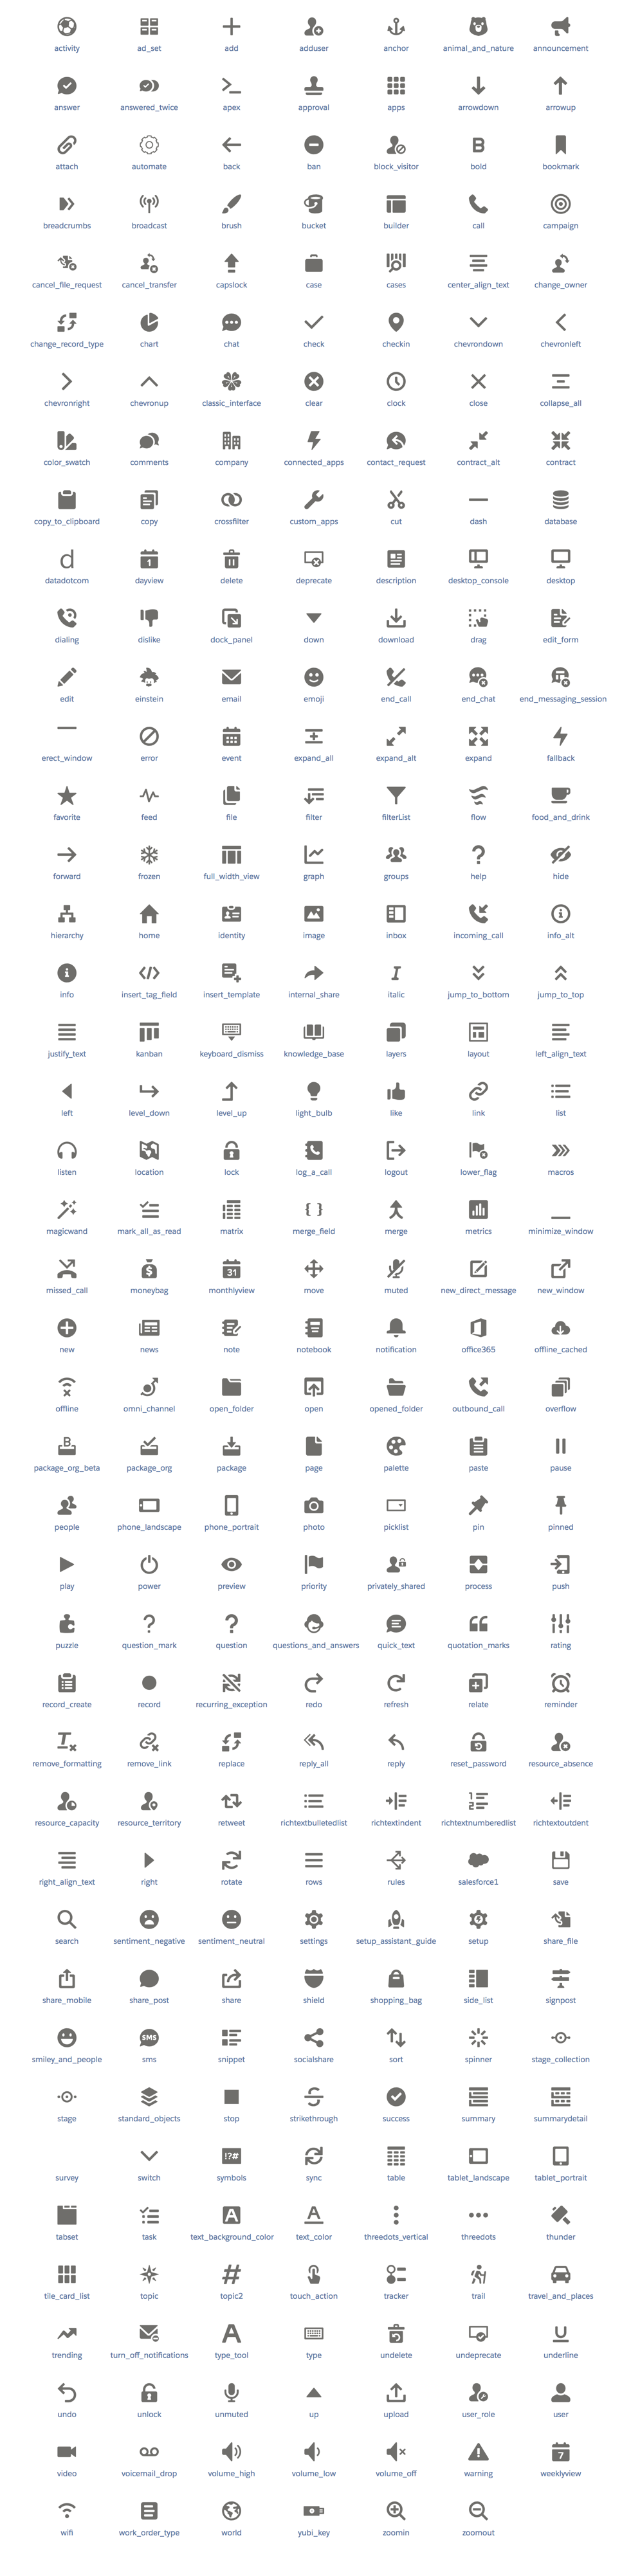 activity ad_set add adduser anchor animal_and_nature announcement
answer answered_twice apex approval apps arrowdown arrowup
attach automate back ban block_visitor bold bookmark
B
breadcrumbs broadcast brush bucket builder call campaign
cancel_file_request cancel_transfer capslock case cases center_align_text change_owner
change_record_type chart chat check checkin chevrondown chevronleft
chevronright chevronup classic_interface clear clock close collapse_all
color_swatch comments company connected_apps contact_request contract_alt contract
copy_to_clipboard copy crossfilter custom_apps cut dash database
d 1
datadotcom dayview delete deprecate description desktop_console desktop
dialing dislike dock_panel down download drag edit_form
edit einstein email emoji end_call end_chat end_messaging_session
erect_window error event expand_all expand_alt expand fallback
favorite feed file filter filterList flow food_and_drink
?
forward frozen full_width_view graph groups help hide
hierarchy home identity image inbox incoming_call info_alt
</> I
info insert_tag_field insert_template internal_share italic jump_to_bottom jump_to_top
justify_text kanban keyboard_dismiss knowledge_base layers layout left_align_text
left level_down level_up light_bulb like link list
listen location lock log_a_call logout lower_flag macros
{ }
magicwand mark_all_as_read matrix merge_field merge metrics minimize_window
$ 31
missed_call moneybag monthlyview move muted new_direct_message new_window
new news note notebook notification office365 offline_cached
offline omni_channel open_folder open opened_folder outbound_call overflow
B
package_org_beta package_org package page palette paste pause
people phone_landscape phone_portrait photo picklist pin pinned
play power preview priority privately_shared process push
? ?
puzzle question_mark question questions_and_answers quick_text quotation_marks rating
record_create record recurring_exception redo refresh relate reminder
remove_formatting remove_link replace reply_all reply reset_password resource_absence
1 2
resource_capacity resource_territory retweet richtextbulletedlist richtextindent richtextnumberedlist richtextoutdent
right_align_text right rotate rows rules salesforce1 save
search sentiment_negative sentiment_neutral settings setup_assistant_guide setup share_file
share_mobile share_post share shield shopping_bag side_list signpost
SMS
smiley_and_people sms snippet socialshare sort spinner stage_collection
S
stage standard_objects stop strikethrough success summary summarydetail
!?#
survey switch symbols sync table tablet_landscape tablet_portrait
A A
tabset task text_background_color text_color threedots_vertical threedots thunder
#
tile_card_list topic topic2 touch_action tracker trail travel_and_places
A U
trending turn_off_notifications type_tool type undelete undeprecate underline
undo unlock unmuted up upload user_role user
7
video voicemail_drop volume_high volume_low volume_off warning weeklyview
wifi work_order_type world yubi_key zoomin zoomout